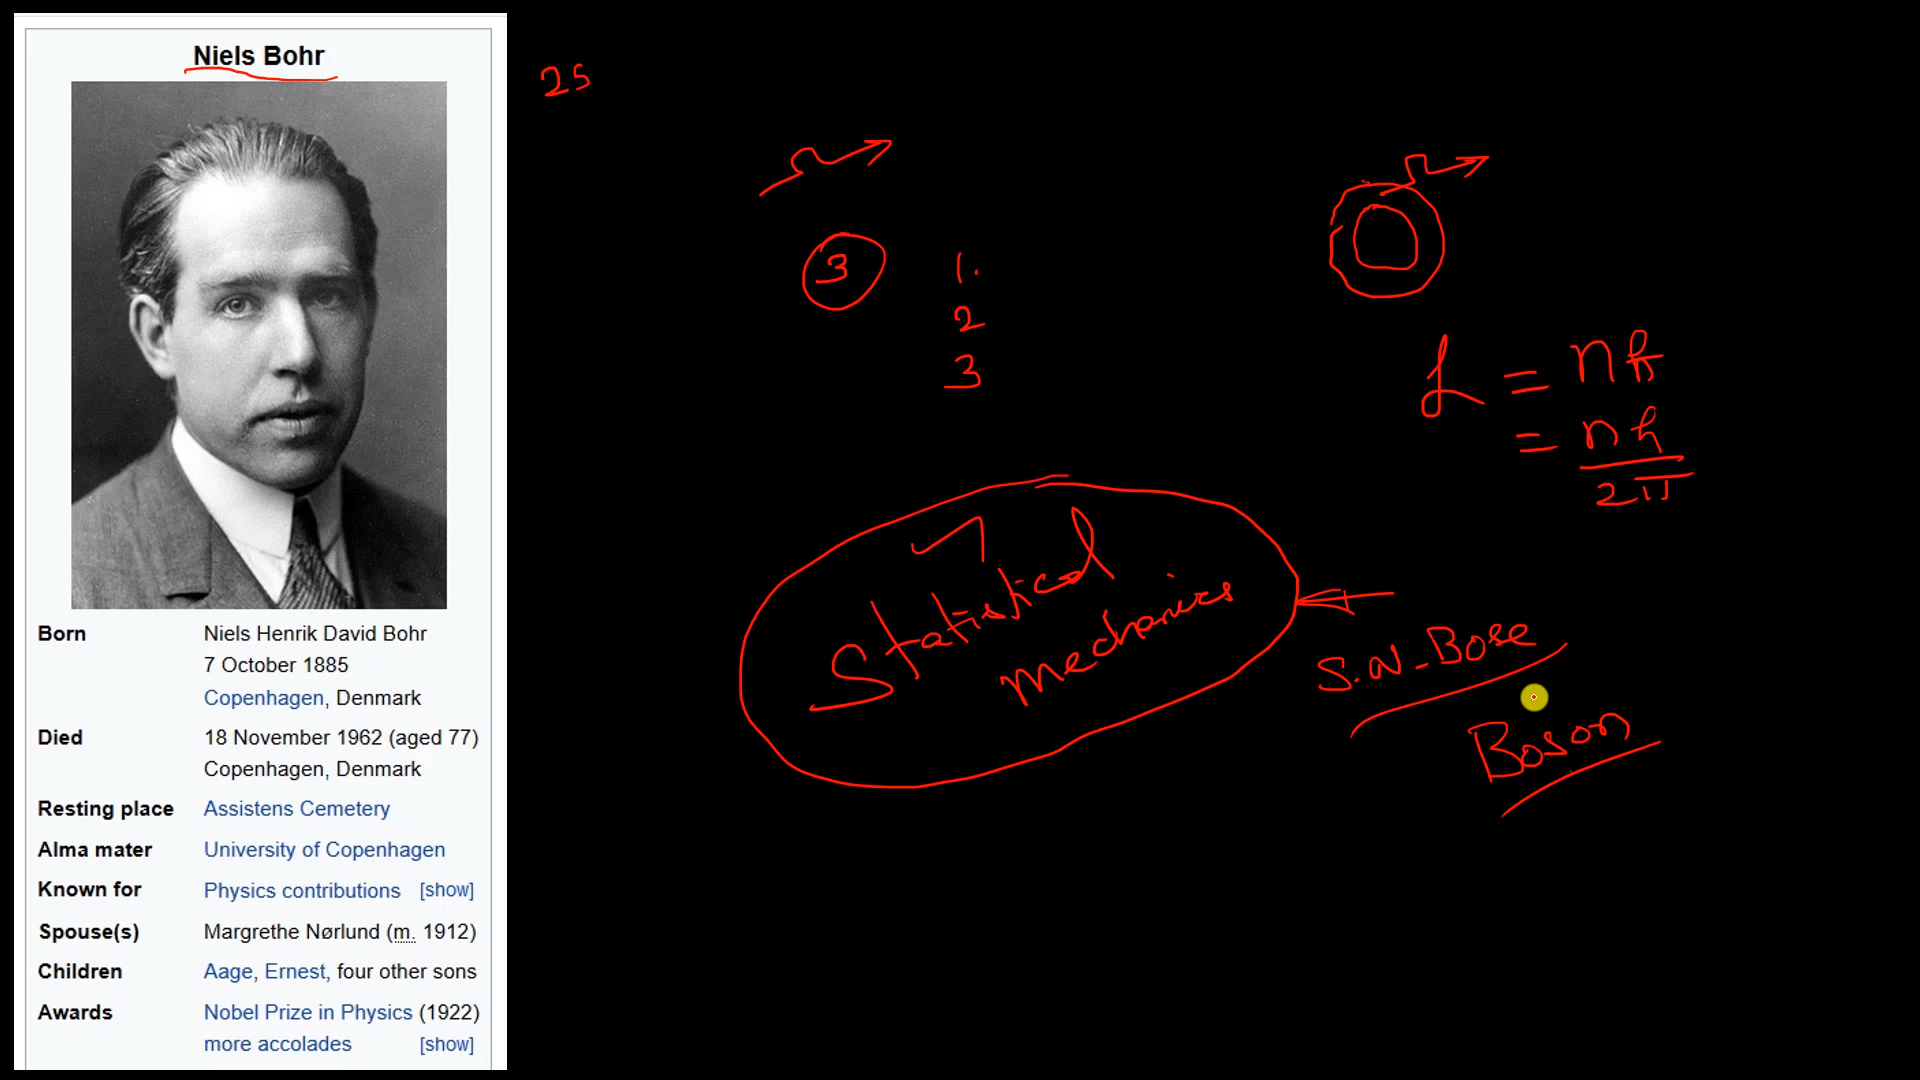 Niels Bohr
Born Niels Henrik David Bohr
7 October 1885
Copenhagen, Denmark
Died 18 November 1962 (aged 77)
Copenhagen, Denmark
Resting place Assistens Cemetery
Alma mater University of Copenhagen
Known for Physics contributions [show]
Spouse(s) Margrethe Nørlund (m. 1912)
Children Aage, Ernest, four other sons
Awards Nobel Prize in Physics (1922)
more accolades [show]
25
3
1.
2
3
L = nℏ
= nh
2π
Statistical
mechanics
S.N. Bose
Boson